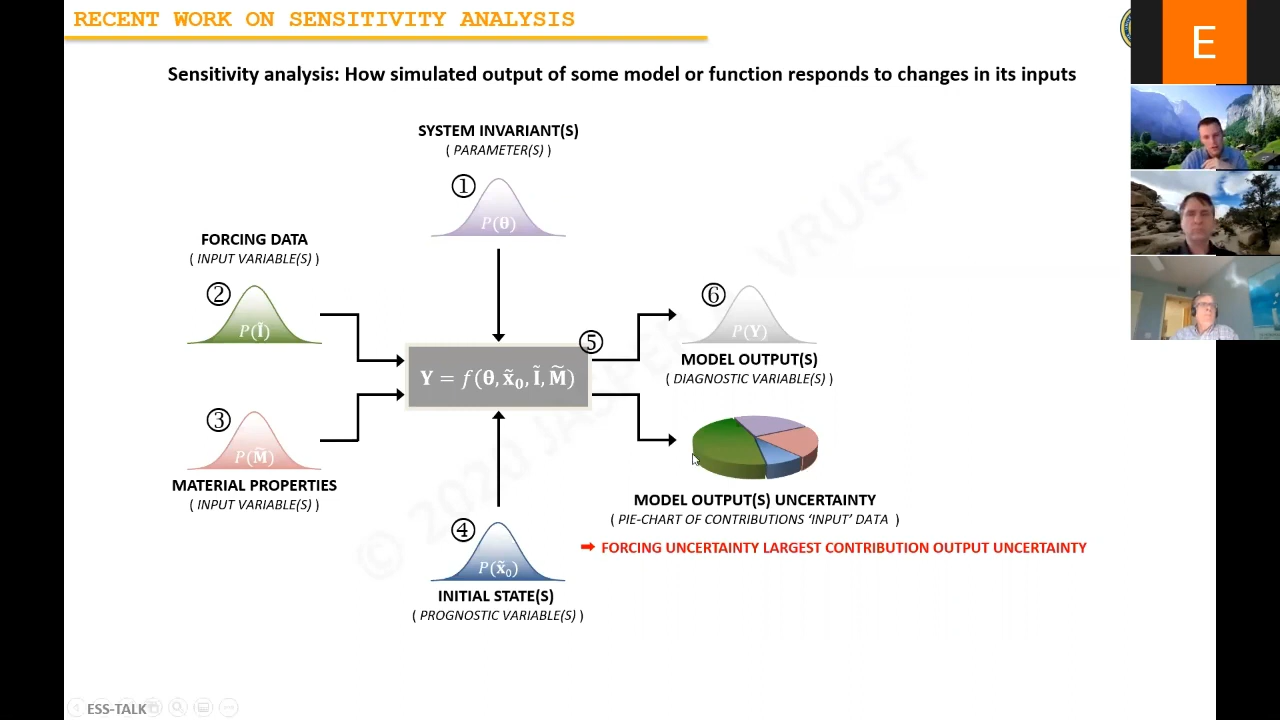 RECENT WORK ON SENSITIVITY ANALYSIS
E
Sensitivity analysis: How simulated output of some model or function responds to changes in its inputs
SYSTEM INVARIANT(S)
( PARAMETER(S) )
①
P(θ)
FORCING DATA
( INPUT VARIABLE(S) )
②
P(Ĩ)
③
P(M̃)
MATERIAL PROPERTIES
( INPUT VARIABLE(S) )
⑤
Y = f(θ, x̃₀, Ĩ, M̃)
④
P(x̃₀)
INITIAL STATE(S)
( PROGNOSTIC VARIABLE(S) )
⑥
P(Y)
MODEL OUTPUT(S)
( DIAGNOSTIC VARIABLE(S) )
MODEL OUTPUT(S) UNCERTAINTY
( PIE-CHART OF CONTRIBUTIONS ‘INPUT’ DATA )
➡ FORCING UNCERTAINTY LARGEST CONTRIBUTION OUTPUT UNCERTAINTY
© 2020 JASPER VRUGT
ESS-TALK